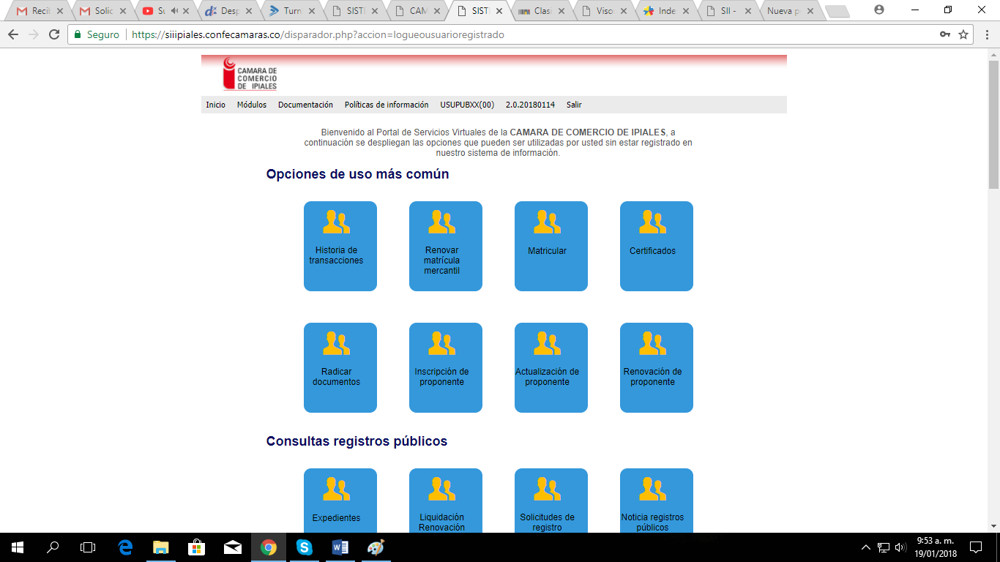 Recil
Solic
Su
Desp
Turn
SISTI
CAM
SISTI
Clasi
Viso
Inde
SII -
Nueva p
Seguro
https://siiipiales.confecamaras.co/disparador.php?accion=logueousuarioregistrado
CAMARA DE
COMERCIO
DE IPIALES
Inicio Módulos Documentación Políticas de información USUPUBXX(00) 2.0.20180114 Salir
Bienvenido al Portal de Servicios Virtuales de la CAMARA DE COMERCIO DE IPIALES, a
continuación se despliegan las opciones que pueden ser utilizadas por usted sin estar registrado en
nuestro sistema de información.
Opciones de uso más común
Historia de
transacciones
Renovar
matrícula
mercantil
Matricular
Certificados
Radicar
documentos
Inscripción de
proponente
Actualización de
proponente
Renovación de
proponente
Consultas registros públicos
Expedientes
Liquidación
Renovación
Solicitudes de
registro
Noticia registros
públicos
9:53 a. m.
19/01/2018